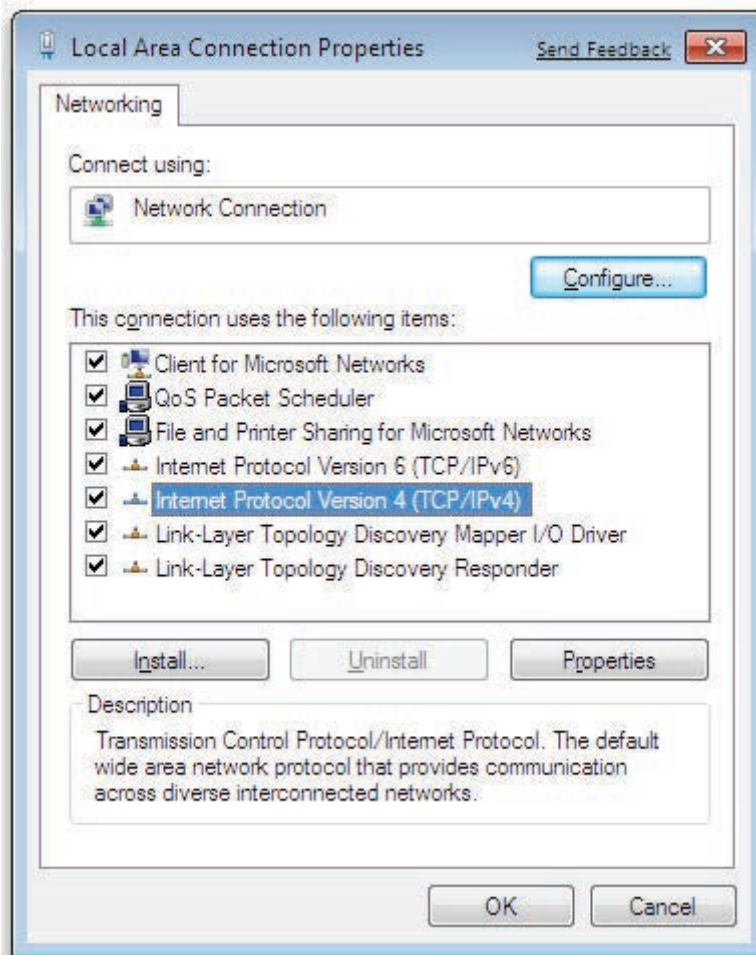 Local Area Connection Properties
Send Feedback
Networking
Connect using:
Network Connection
Configure...
This connection uses the following items:
Client for Microsoft Networks
QoS Packet Scheduler
File and Printer Sharing for Microsoft Networks
Internet Protocol Version 6 (TCP/IPv6)
Internet Protocol Version 4 (TCP/IPv4)
Link-Layer Topology Discovery Mapper I/O Driver
Link-Layer Topology Discovery Responder
Install...
Uninstall
Properties
Description
Transmission Control Protocol/Internet Protocol. The default
wide area network protocol that provides communication
across diverse interconnected networks.
OK
Cancel